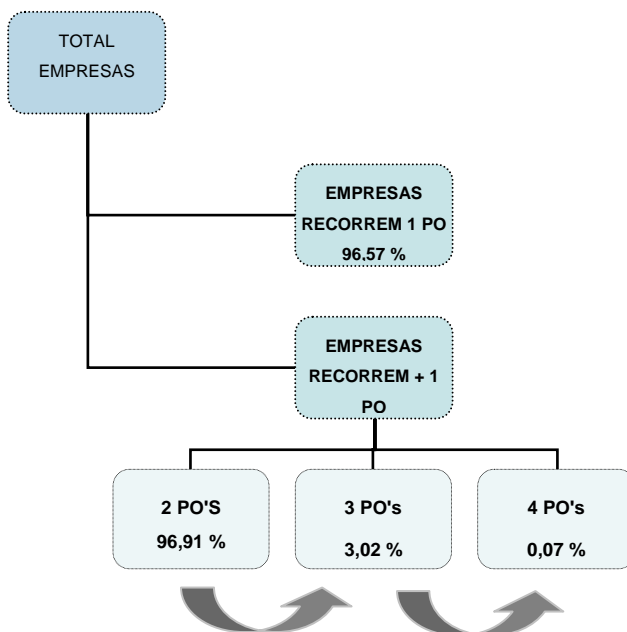 TOTAL
EMPRESAS
EMPRESAS
RECORREM 1 PO
96,57 %
EMPRESAS
RECORREM + 1
PO
2 PO'S
96,91 %
3 PO's
3,02 %
4 PO's
0,07 %